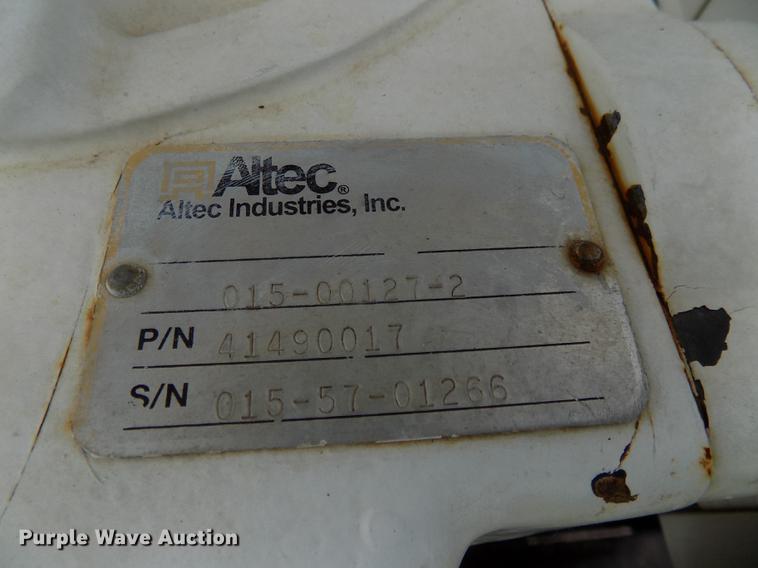 Altec®
Altec Industries, Inc.
015-00127-2
P/N 41490017
S/N 015-57-01266
Purple Wave Auction